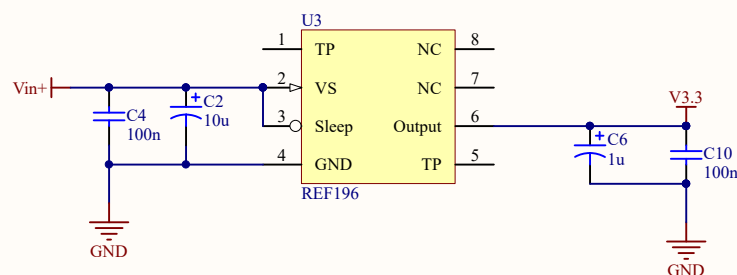 U3
1 TP NC 8
Vin+ 2 VS NC 7 V3.3
C4 100n
C2 10u
3 Sleep Output 6
C6 1u
C10 100n
4 GND TP 5
REF196
GND
GND